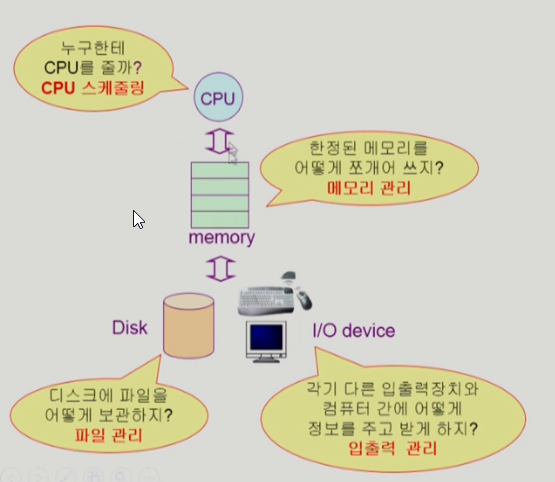 누구한테
CPU를 줄까?
CPU 스케줄링
CPU
한정된 메모리를
어떻게 쪼개어 쓰지?
메모리 관리
memory
Disk
I/O device
디스크에 파일을
어떻게 보관하지?
파일 관리
각기 다른 입출력장치와
컴퓨터 간에 어떻게
정보를 주고 받게 하지?
입출력 관리